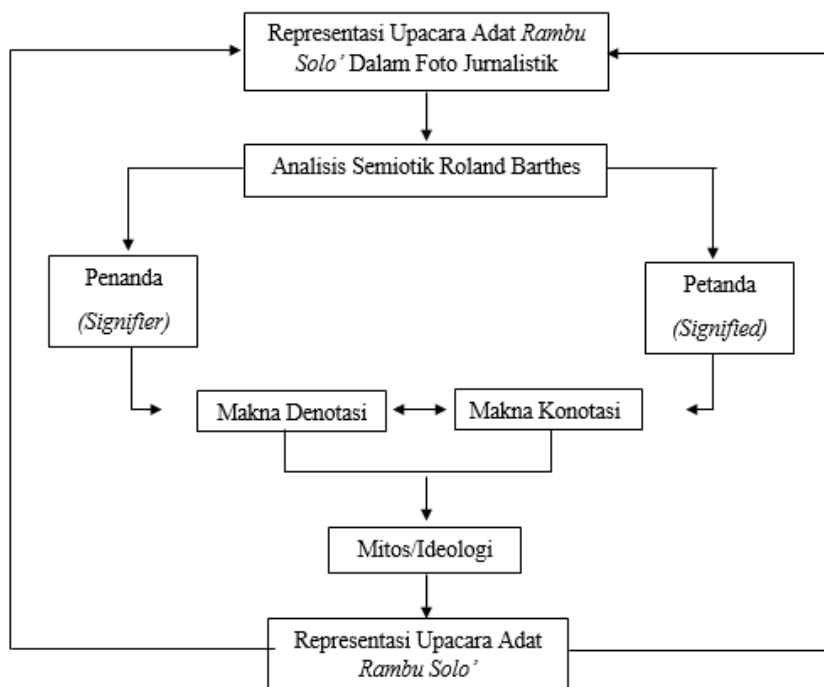 Representasi Upacara Adat Rambu
Solo’ Dalam Foto Jurnalistik
Analisis Semiotik Roland Barthes
Penanda
(Signifier)
Petanda
(Signified)
Makna Denotasi
Makna Konotasi
Mitos/Ideologi
Representasi Upacara Adat
Rambu Solo’